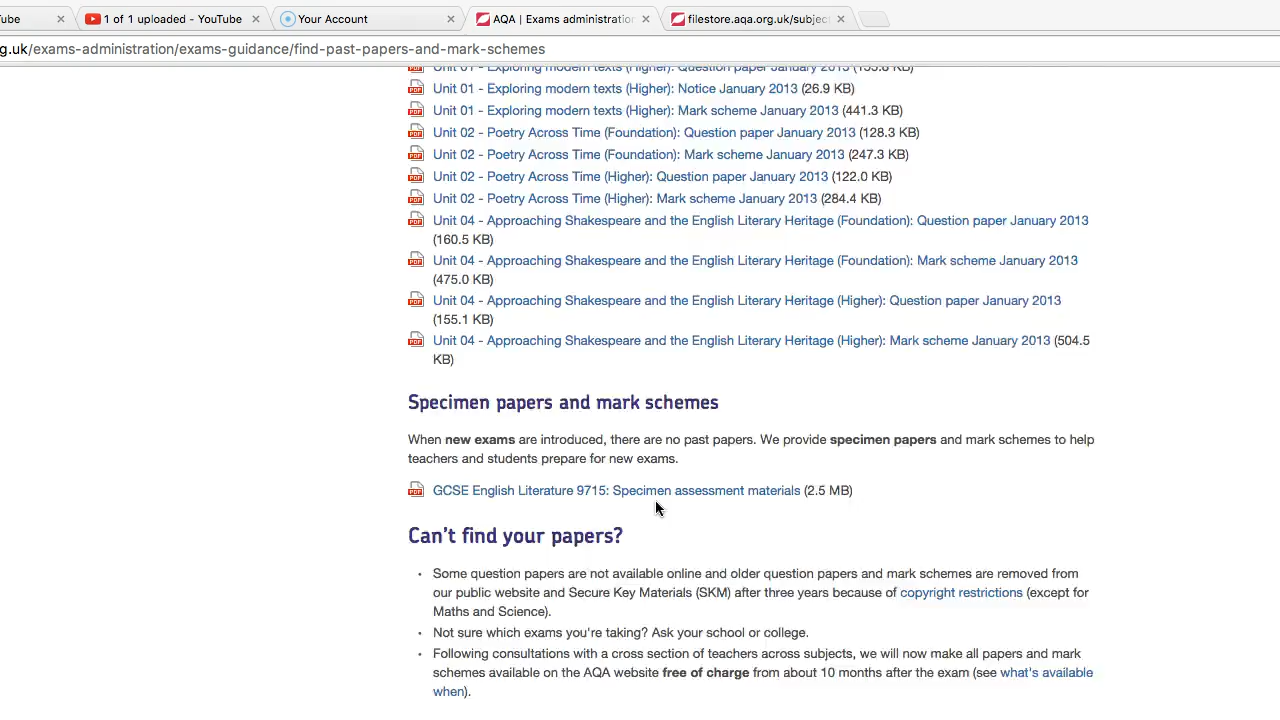 ube
1 of 1 uploaded - YouTube
Your Account
AQA | Exams administration
filestore.aqa.org.uk/subjec
g.uk/exams-administration/exams-guidance/find-past-papers-and-mark-schemes
Unit 01 - Exploring modern texts (Higher): Question paper January 2013 (155.8 KB)
Unit 01 - Exploring modern texts (Higher): Notice January 2013 (26.9 KB)
Unit 01 - Exploring modern texts (Higher): Mark scheme January 2013 (441.3 KB)
Unit 02 - Poetry Across Time (Foundation): Question paper January 2013 (128.3 KB)
Unit 02 - Poetry Across Time (Foundation): Mark scheme January 2013 (247.3 KB)
Unit 02 - Poetry Across Time (Higher): Question paper January 2013 (122.0 KB)
Unit 02 - Poetry Across Time (Higher): Mark scheme January 2013 (284.4 KB)
Unit 04 - Approaching Shakespeare and the English Literary Heritage (Foundation): Question paper January 2013
(160.5 KB)
Unit 04 - Approaching Shakespeare and the English Literary Heritage (Foundation): Mark scheme January 2013
(475.0 KB)
Unit 04 - Approaching Shakespeare and the English Literary Heritage (Higher): Question paper January 2013
(155.1 KB)
Unit 04 - Approaching Shakespeare and the English Literary Heritage (Higher): Mark scheme January 2013 (504.5
KB)
Specimen papers and mark schemes
When new exams are introduced, there are no past papers. We provide specimen papers and mark schemes to help
teachers and students prepare for new exams.
GCSE English Literature 9715: Specimen assessment materials (2.5 MB)
Can't find your papers?
Some question papers are not available online and older question papers and mark schemes are removed from
our public website and Secure Key Materials (SKM) after three years because of copyright restrictions (except for
Maths and Science).
Not sure which exams you're taking? Ask your school or college.
Following consultations with a cross section of teachers across subjects, we will now make all papers and mark
schemes available on the AQA website free of charge from about 10 months after the exam (see what's available
when).